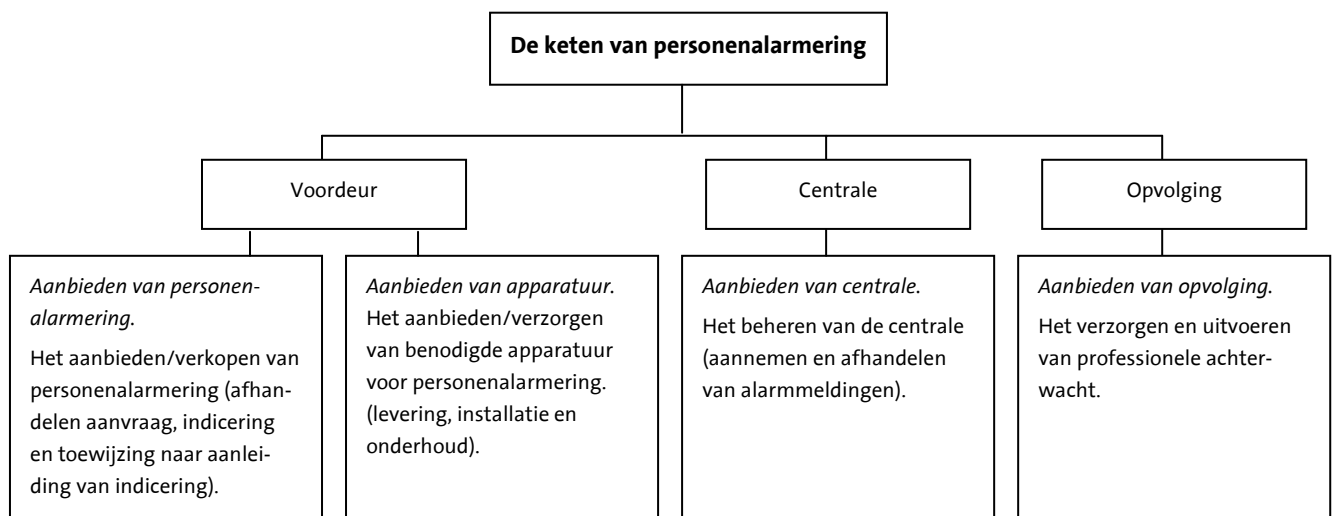 De keten van personenalarmering
Voordeur
Centrale
Opvolging
Aanbieden van personen-
alarmering.
Het aanbieden/verkopen van
personenalarmering (afhan-
delen aanvraag, indicering
en toewijzing naar aanlei-
ding van indicering).
Aanbieden van apparatuur.
Het aanbieden/verzorgen
van benodigde apparatuur
voor personenalarmering.
(levering, installatie en
onderhoud).
Aanbieden van centrale.
Het beheren van de centrale
(aannemen en afhandelen
van alarmmeldingen).
Aanbieden van opvolging.
Het verzorgen en uitvoeren
van professionele achter-
wacht.